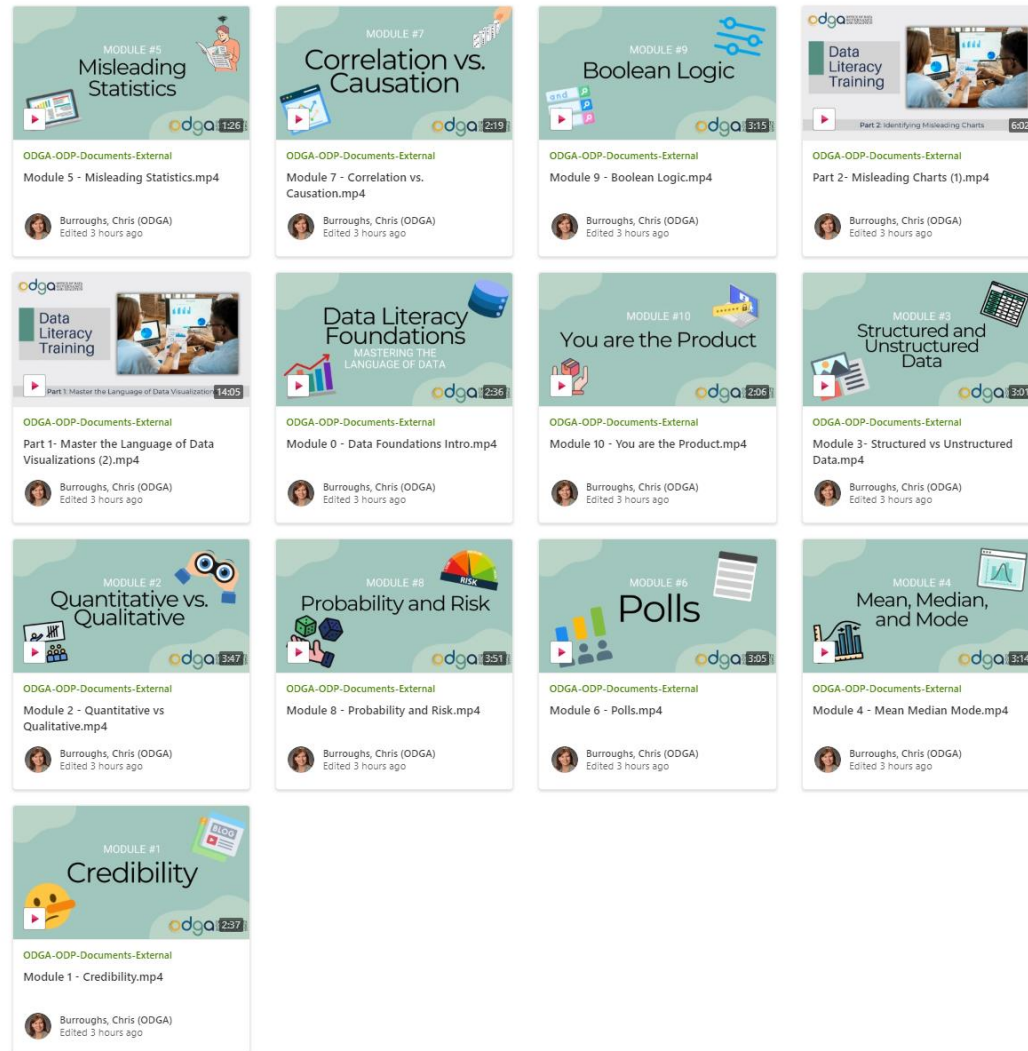 MODULE #5
Misleading
Statistics
odga
1:26
ODGA-ODP-Documents-External
Module 5 - Misleading Statistics.mp4
Burroughs, Chris (ODGA)
Edited 3 hours ago
MODULE #7
Correlation vs.
Causation
odga
2:19
ODGA-ODP-Documents-External
Module 7 - Correlation vs.
Causation.mp4
Burroughs, Chris (ODGA)
Edited 3 hours ago
MODULE #9
Boolean Logic
and
odga
3:15
ODGA-ODP-Documents-External
Module 9 - Boolean Logic.mp4
Burroughs, Chris (ODGA)
Edited 3 hours ago
odga
Data
Literacy
Training
Part 2: Identifying Misleading Charts
6:02
ODGA-ODP-Documents-External
Part 2- Misleading Charts (1).mp4
Burroughs, Chris (ODGA)
Edited 3 hours ago
odga
Data
Literacy
Training
Part 1: Master the Language of Data Visualization
14:05
ODGA-ODP-Documents-External
Part 1- Master the Language of Data
Visualizations (2).mp4
Burroughs, Chris (ODGA)
Edited 3 hours ago
Data Literacy
Foundations
MASTERING THE
LANGUAGE OF DATA
odga
2:36
ODGA-ODP-Documents-External
Module 0 - Data Foundations Intro.mp4
Burroughs, Chris (ODGA)
Edited 3 hours ago
MODULE #10
You are the Product
odga
2:06
ODGA-ODP-Documents-External
Module 10 - You are the Product.mp4
Burroughs, Chris (ODGA)
Edited 3 hours ago
MODULE #3
Structured and
Unstructured
Data
odga
3:01
ODGA-ODP-Documents-External
Module 3- Structured vs Unstructured
Data.mp4
Burroughs, Chris (ODGA)
Edited 3 hours ago
MODULE #2
Quantitative vs.
Qualitative
odga
3:47
ODGA-ODP-Documents-External
Module 2 - Quantitative vs
Qualitative.mp4
Burroughs, Chris (ODGA)
Edited 3 hours ago
RISK
MODULE #8
Probability and Risk
odga
3:51
ODGA-ODP-Documents-External
Module 8 - Probability and Risk.mp4
Burroughs, Chris (ODGA)
Edited 3 hours ago
MODULE #6
Polls
odga
3:05
ODGA-ODP-Documents-External
Module 6 - Polls.mp4
Burroughs, Chris (ODGA)
Edited 3 hours ago
MODULE #4
Mean, Median,
and Mode
odga
3:14
ODGA-ODP-Documents-External
Module 4 - Mean Median Mode.mp4
Burroughs, Chris (ODGA)
Edited 3 hours ago
BLOG
MODULE #1
Credibility
odga
2:37
ODGA-ODP-Documents-External
Module 1 - Credibility.mp4
Burroughs, Chris (ODGA)
Edited 3 hours ago